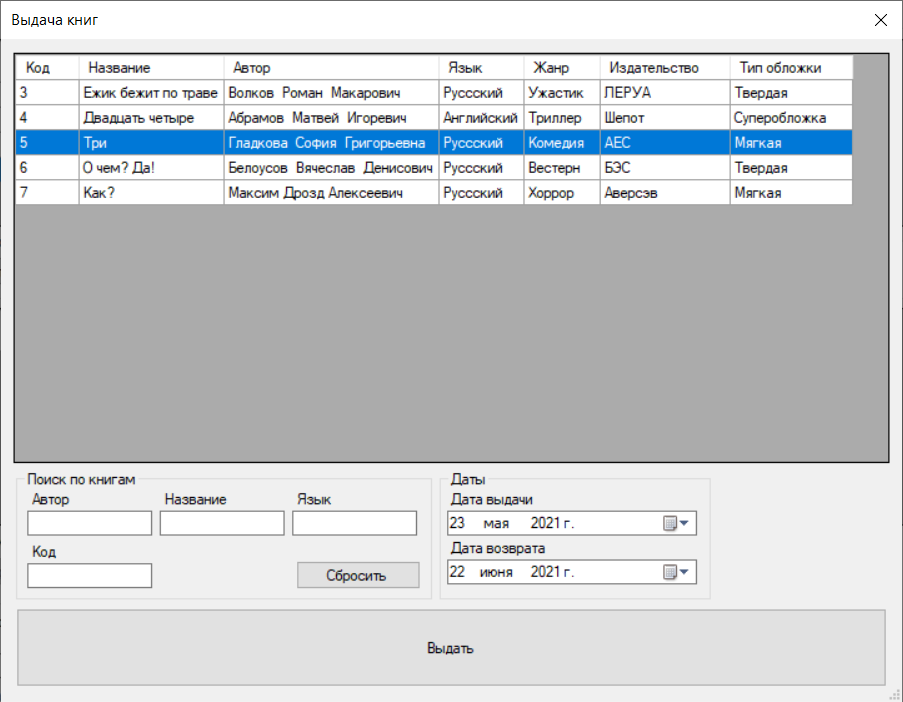 Выдача книг
Код Название Автор Язык Жанр Издательство Тип обложки
3 Ежик бежит по траве Волков Роман Макарович Руссский Ужастик ЛЕРУА Твердая
4 Двадцать четыре Абрамов Матвей Игоревич Английский Триллер Шепот Суперобложка
5 Три Гладкова София Григорьевна Руссский Комедия АЕС Мягкая
6 О чем? Да! Белоусов Вячеслав Денисович Руссский Вестерн БЭС Твердая
7 Как? Максим Дрозд Алексеевич Руссский Хоррор Аверсэв Мягкая
Поиск по книгам
Автор Название Язык
Код
Сбросить
Даты
Дата выдачи
23 мая 2021 г.
Дата возврата
22 июня 2021 г.
Выдать